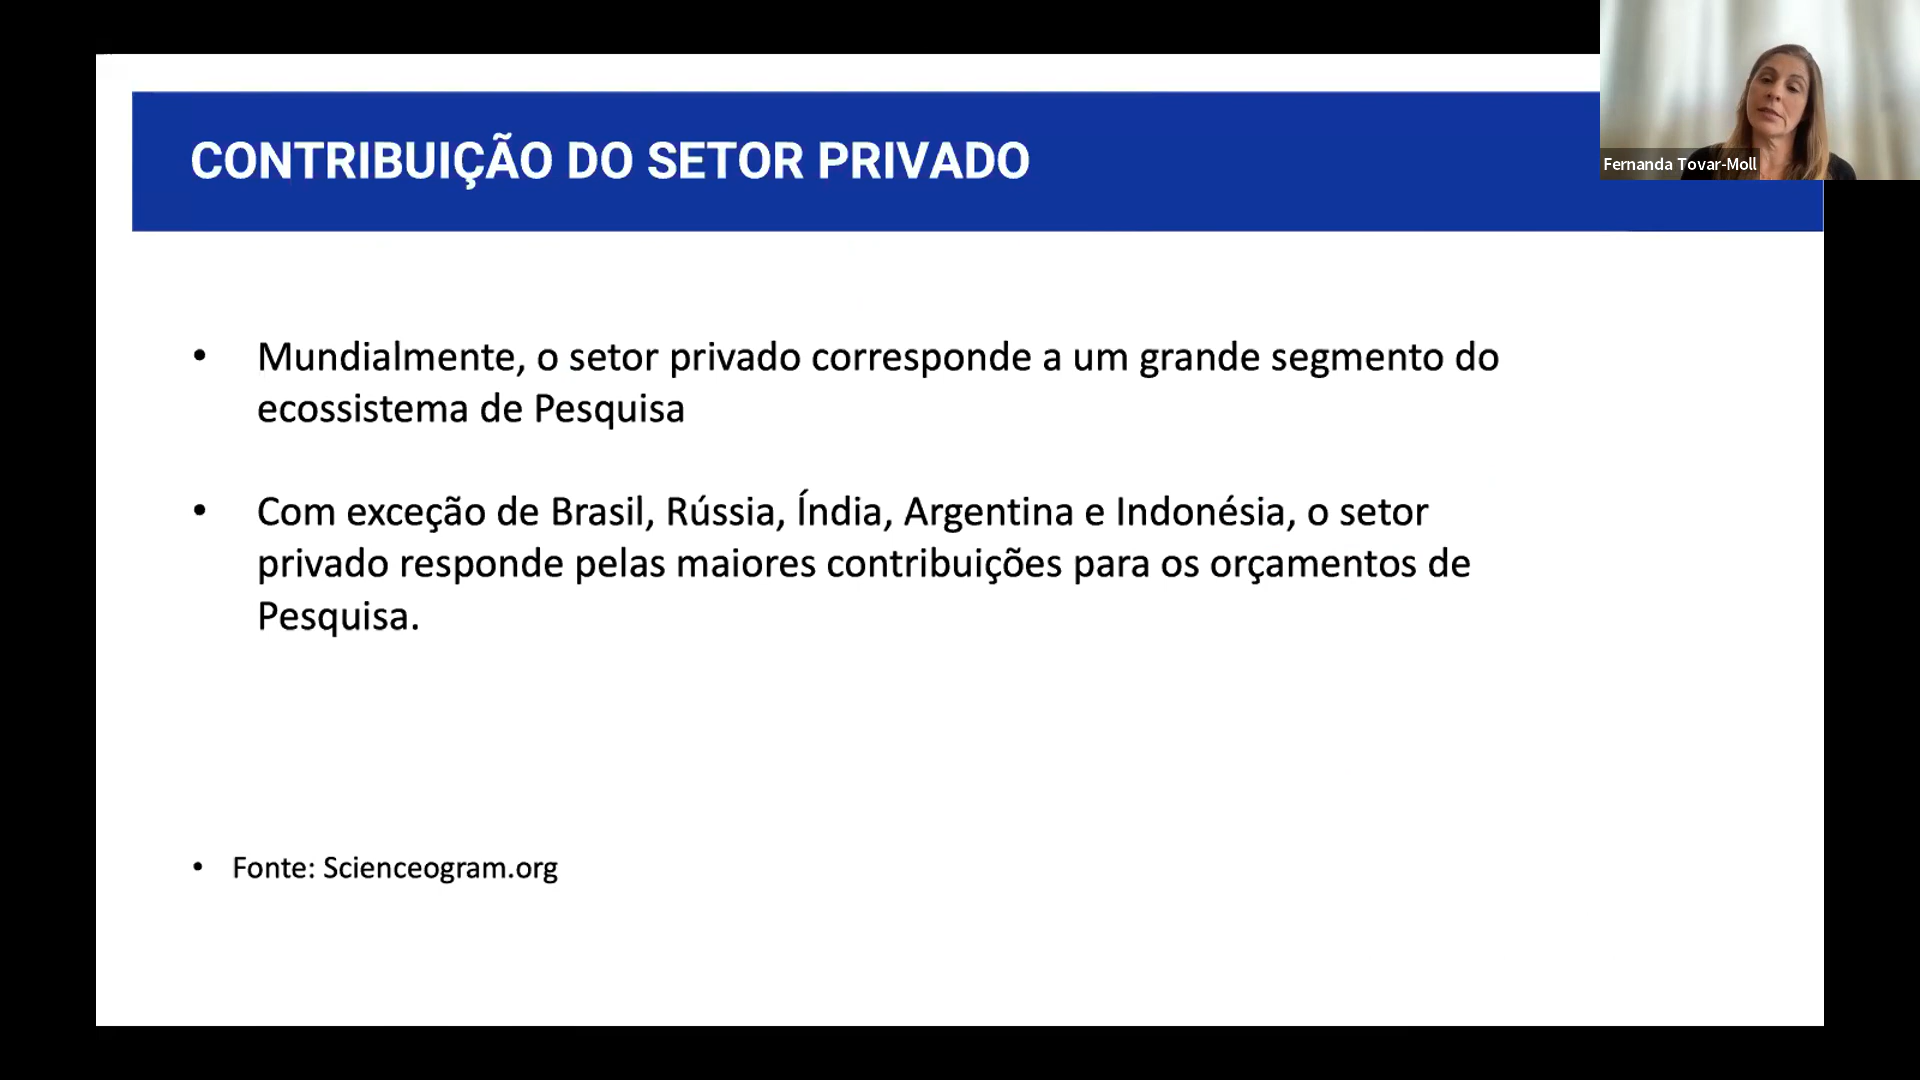 CONTRIBUIÇÃO DO SETOR PRIVADO
Fernanda Tovar-Moll
• Mundialmente, o setor privado corresponde a um grande segmento do
ecossistema de Pesquisa
• Com exceção de Brasil, Rússia, Índia, Argentina e Indonésia, o setor
privado responde pelas maiores contribuições para os orçamentos de
Pesquisa.
• Fonte: Scienceogram.org